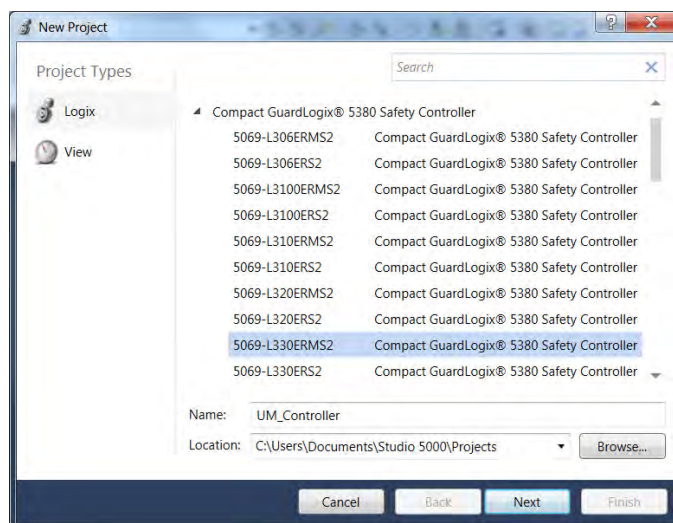 New Project
?
X
Project Types
Search
Logix
View
Compact GuardLogix® 5380 Safety Controller
5069-L306ERMS2 Compact GuardLogix® 5380 Safety Controller
5069-L306ERS2 Compact GuardLogix® 5380 Safety Controller
5069-L3100ERMS2 Compact GuardLogix® 5380 Safety Controller
5069-L3100ERS2 Compact GuardLogix® 5380 Safety Controller
5069-L310ERMS2 Compact GuardLogix® 5380 Safety Controller
5069-L310ERS2 Compact GuardLogix® 5380 Safety Controller
5069-L320ERMS2 Compact GuardLogix® 5380 Safety Controller
5069-L320ERS2 Compact GuardLogix® 5380 Safety Controller
5069-L330ERMS2 Compact GuardLogix® 5380 Safety Controller
5069-L330ERS2 Compact GuardLogix® 5380 Safety Controller
Name: UM_Controller
Location: C:\Users\Documents\Studio 5000\Projects Browse...
Cancel Back Next Finish